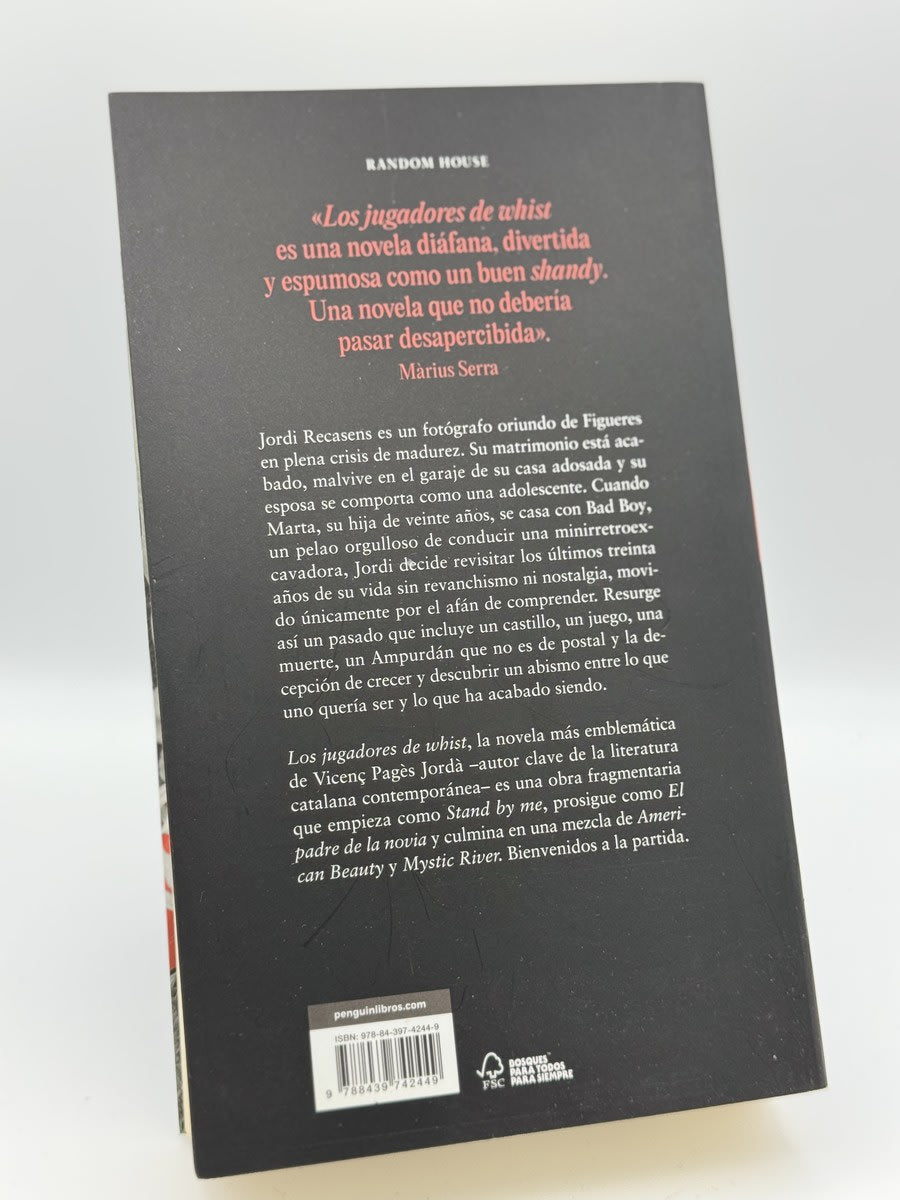 RANDOM HOUSE
«Los jugadores de whist
es una novela diáfana, divertida
y espumosa como un buen shandy.
Una novela que no debería
pasar desapercibida».
Màrius Serra
Jordi Recasens es un fotógrafo oriundo de Figueres
en plena crisis de madurez. Su matrimonio está aca-
bado, malvive en el garaje de su casa adosada y su
esposa se comporta como una adolescente. Cuando
Marta, su hija de veinte años, se casa con Bad Boy,
un pelao orgulloso de conducir una minirretroex-
cavadora, Jordi decide revisitar los últimos treinta
años de su vida sin revanchismo ni nostalgia, movi-
do únicamente por el afán de comprender. Resurge
así un pasado que incluye un castillo, un juego, una
muerte, un Ampurdán que no es de postal y la de-
cepción de crecer y descubrir un abismo entre lo que
uno quería ser y lo que ha acabado siendo.
Los jugadores de whist, la novela más emblemática
de Vicenç Pagès Jordà –autor clave de la literatura
catalana contemporánea– es una obra fragmentaria
que empieza como Stand by me, prosigue como El
padre de la novia y culmina en una mezcla de Ameri-
can Beauty y Mystic River. Bienvenidos a la partida.
penguinlibros.com
ISBN: 978-84-397-4244-9
9 788439 742449
FSC
BOSQUES
PARA TODOS
PARA SIEMPRE